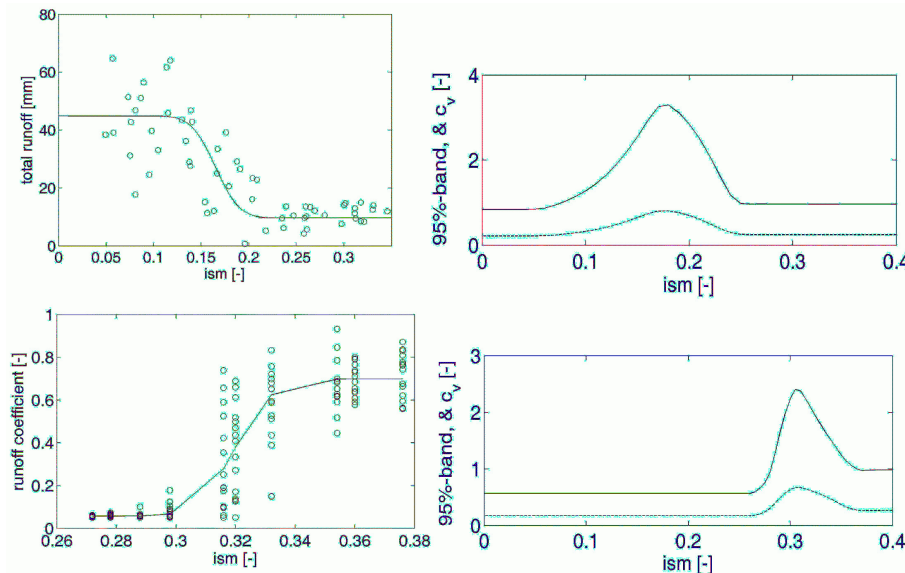 80
60
40
20
0
total runoff [mm]
0 0.05 0.1 0.15 0.2 0.25 0.3
ism [-]
4
2
0
95%-band, & c_v [-]
0 0.1 0.2 0.3 0.4
ism [-]
1
0.8
0.6
0.4
0.2
0
runoff coefficient [-]
0.26 0.28 0.3 0.32 0.34 0.36 0.38
ism [-]
3
2
1
0
95%-band, & c_v [-]
0 0.1 0.2 0.3 0.4
ism [-]